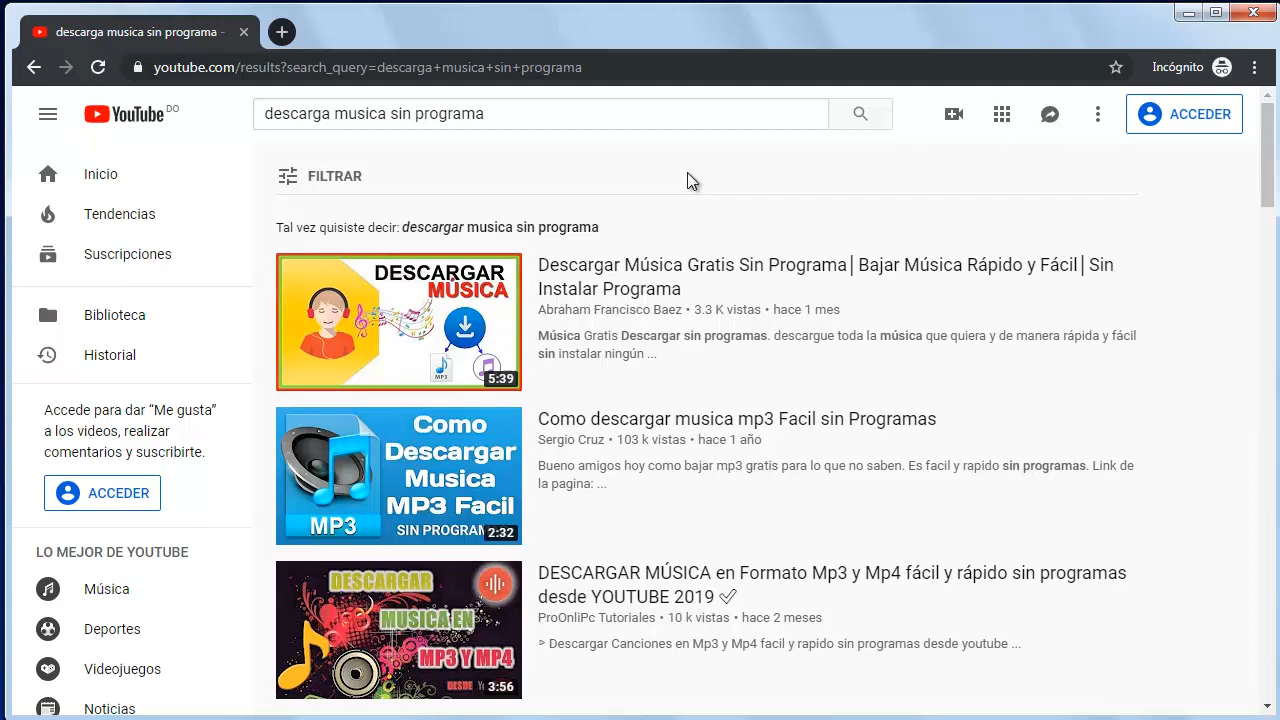 descarga musica sin programa -
youtube.com/results?search_query=descarga+musica+sin+programa
Incógnito
YouTube DO
descarga musica sin programa
ACCEDER
Inicio
Tendencias
Suscripciones
Biblioteca
Historial
Accede para dar “Me gusta”
a los videos, realizar
comentarios y suscribirte.
ACCEDER
LO MEJOR DE YOUTUBE
Música
Deportes
Videojuegos
Noticias
FILTRAR
Tal vez quisiste decir: descargar musica sin programa
DESCARGAR
MÚSICA
MP3
5:39
Descargar Música Gratis Sin Programa│Bajar Música Rápido y Fácil│Sin
Instalar Programa
Abraham Francisco Baez • 3.3 K vistas • hace 1 mes
Música Gratis Descargar sin programas. descargue toda la música que quiera y de manera rápida y fácil
sin instalar ningún ...
Como
Descargar
Musica
MP3 Facil
MP3
2:32
Como descargar musica mp3 Facil sin Programas
Sergio Cruz • 103 k vistas • hace 1 año
Bueno amigos hoy como bajar mp3 gratis para lo que no saben. Es facil y rapido sin programas. Link de
la pagina: ...
DESCARGAR
MUSICA EN
MP3 Y MP4
DESDE
3:56
DESCARGAR MÚSICA en Formato Mp3 y Mp4 fácil y rápido sin programas
desde YOUTUBE 2019 ✅
ProOnliPc Tutoriales • 10 k vistas • hace 2 meses
Descargar Canciones en Mp3 y Mp4 facil y rapido sin programas desde youtube ...